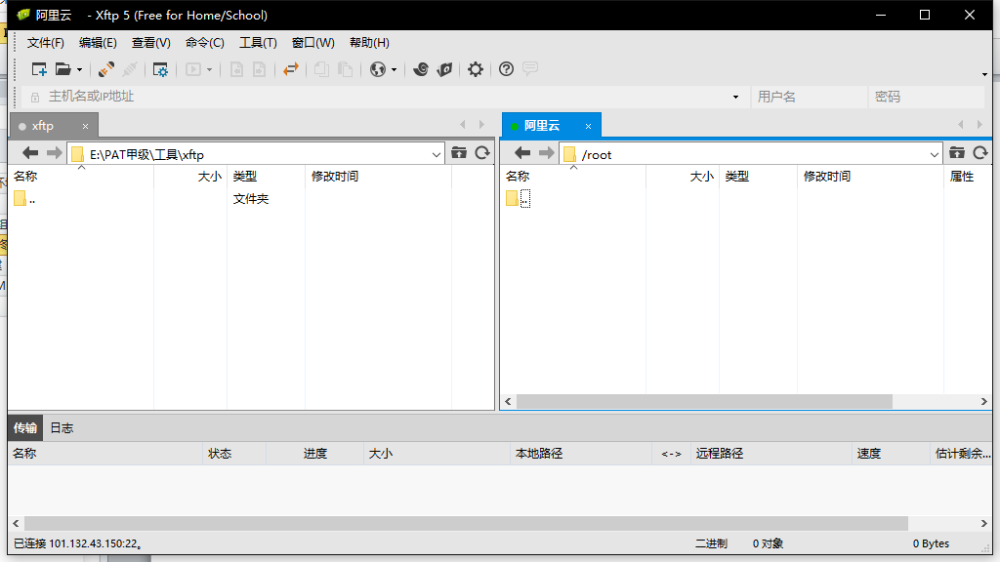 阿里云 - Xftp 5 (Free for Home/School)
文件(F) 编辑(E) 查看(V) 命令(C) 工具(T) 窗口(W) 帮助(H)
主机名或IP地址 用户名 密码
xftp 阿里云
E:\PAT甲级\工具\xftp /root
名称 大小 类型 修改时间 名称 大小 类型 修改时间 属性
.. 文件夹 ..
传输 日志
名称 状态 进度 大小 本地路径 <-> 远程路径 速度 估计剩余...
已连接 101.132.43.150:22。 二进制 0 对象 0 Bytes